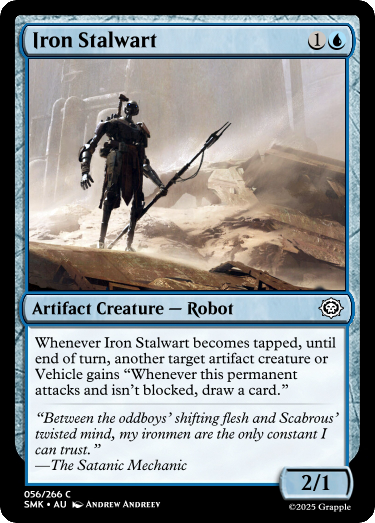 Iron Stalwart
1
Artifact Creature — Robot
Whenever Iron Stalwart becomes tapped, until
end of turn, another target artifact creature or
Vehicle gains “Whenever this permanent
attacks and isn’t blocked, draw a card.”
“Between the oddboys’ shifting flesh and Scabrous’
twisted mind, my ironmen are the only constant I
can trust.”
—The Satanic Mechanic
2/1
056/266 C
SMK • AU Andrew Andreev
©2025 Grapple